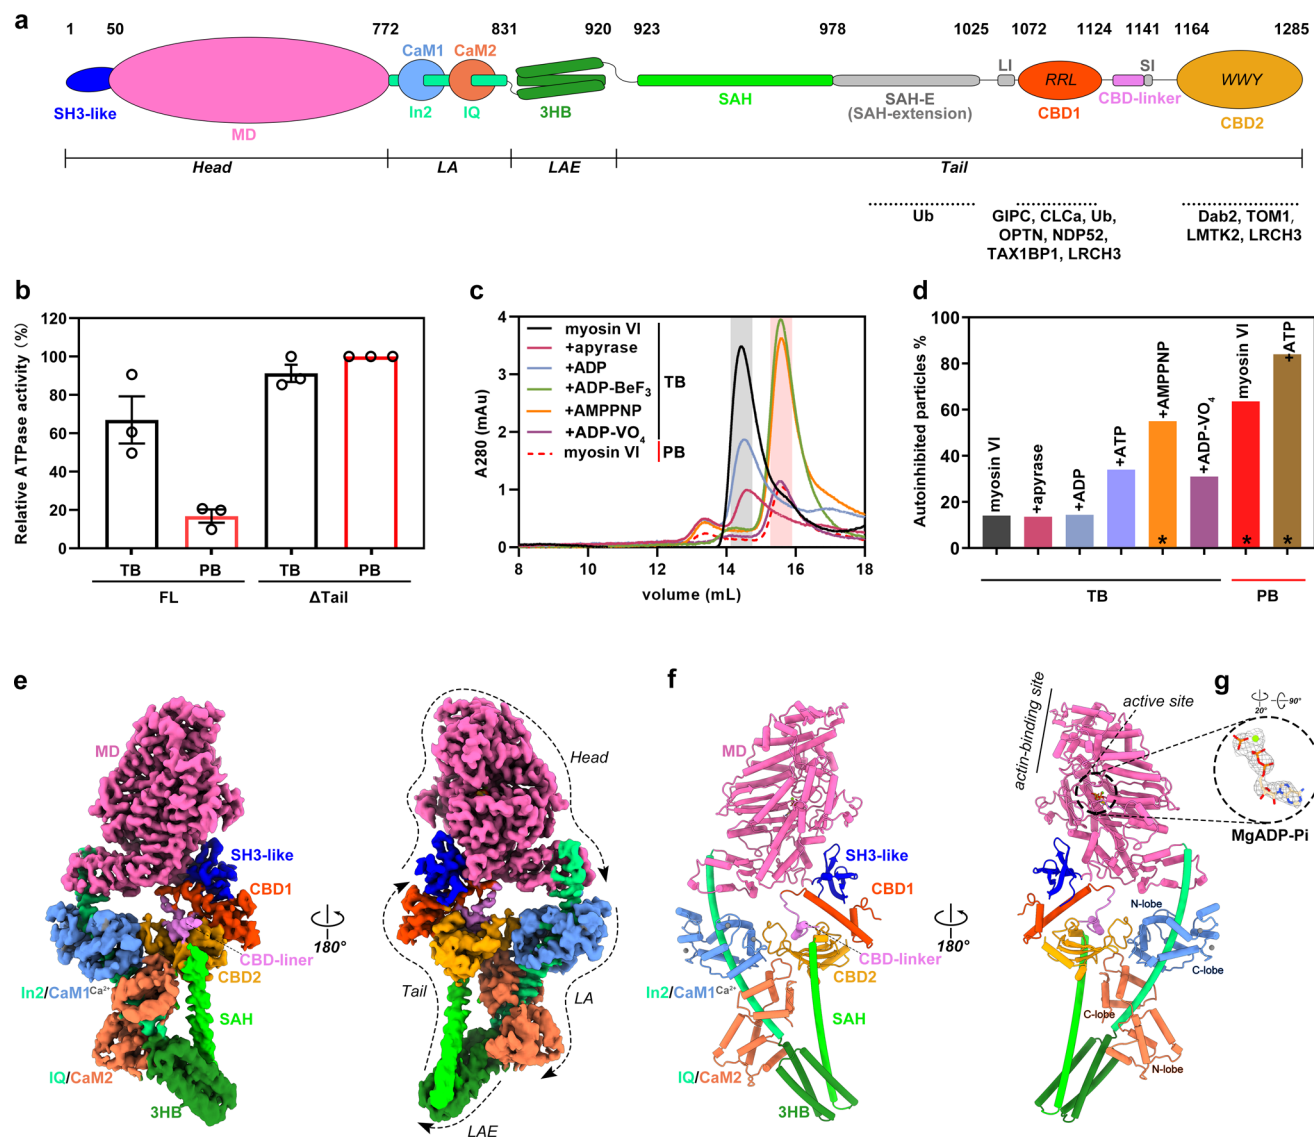 a
1 50 772 831 920 923 978 1025 1072 1124 1141 1164 1285
CaM1 CaM2 LI RRL SI WWY
SH3-like MD In2 IQ 3HB SAH SAH-E CBD1 CBD-linker CBD2
(SAH-extension)
Head LA LAE Tail
Ub GIPC, CLCa, Ub, Dab2, TOM1,
OPTN, NDP52, LMTK2, LRCH3
TAX1BP1, LRCH3
b
Relative ATPase activity (%)
120
100
80
60
40
20
0
TB PB TB PB
FL ΔTail
c
A280 (mAu)
4
3
2
1
0
8 10 12 14 16 18
volume (mL)
myosin VI
+apyrase
+ADP
+ADP-BeF3
+AMPPNP
+ADP-VO4
myosin VI
TB
PB
d
Autoinhibited particles %
100
80
60
40
20
0
myosin VI
+apyrase
+ADP
+ATP
+AMPPNP
+ADP-VO4
myosin VI
+ATP
* * *
TB PB
e
MD
SH3-like
CBD1
CBD-liner
CBD2
In2/CaM1Ca2+
SAH
IQ/CaM2
3HB
180°
Head
Tail
LA
LAE
f
MD
SH3-like
CBD1
CBD-linker
CBD2
SAH
3HB
180°
actin-binding site
active site
N-lobe
C-lobe
C-lobe
N-lobe
g
20° 90°
MgADP-Pi